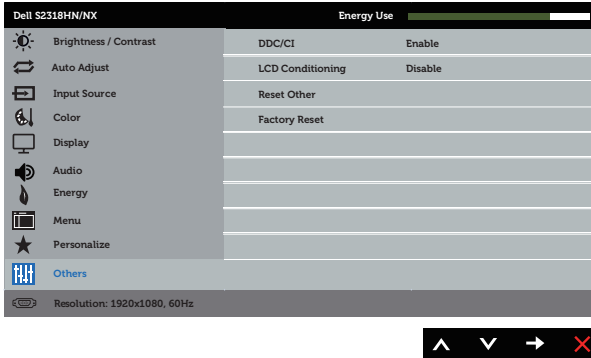 Dell S2318HN/NX Energy Use
Brightness / Contrast
Auto Adjust
Input Source
Color
Display
Audio
Energy
Menu
Personalize
Others
DDC/CI Enable
LCD Conditioning Disable
Reset Other
Factory Reset
Resolution: 1920x1080, 60Hz